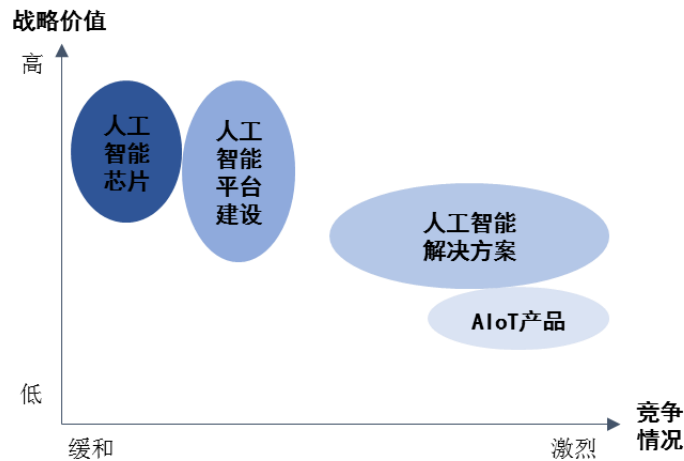 战略价值
高
人工
智能
芯片
人工
智能
平台
建设
人工智能
解决方案
AIoT产品
低
缓和
激烈
竞争
情况